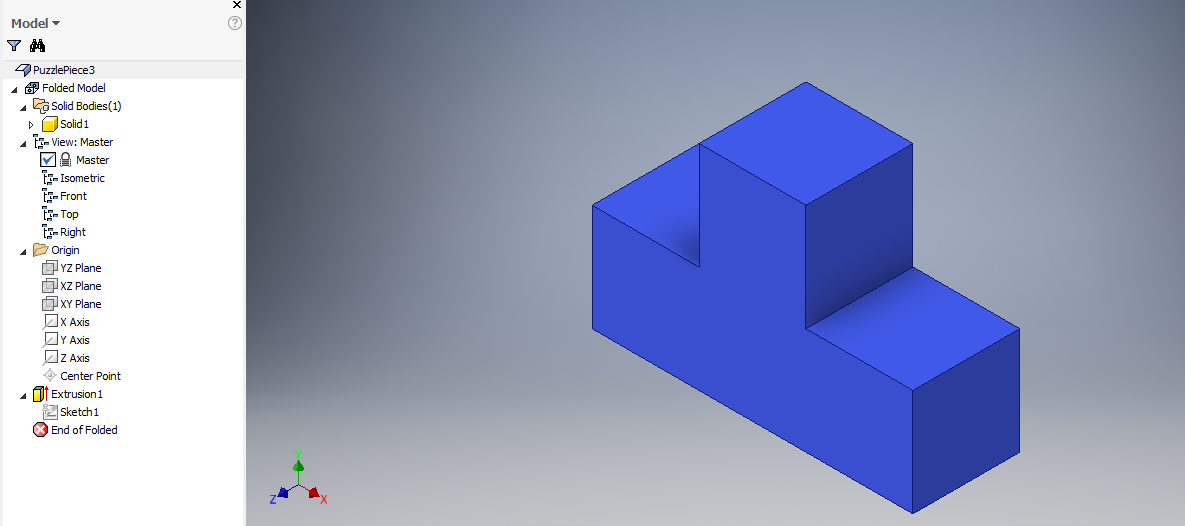 Model
PuzzlePiece3
Folded Model
Solid Bodies(1)
Solid1
View: Master
Master
Isometric
Front
Top
Right
Origin
YZ Plane
XZ Plane
XY Plane
X Axis
Y Axis
Z Axis
Center Point
Extrusion1
Sketch1
End of Folded
Y
Z X